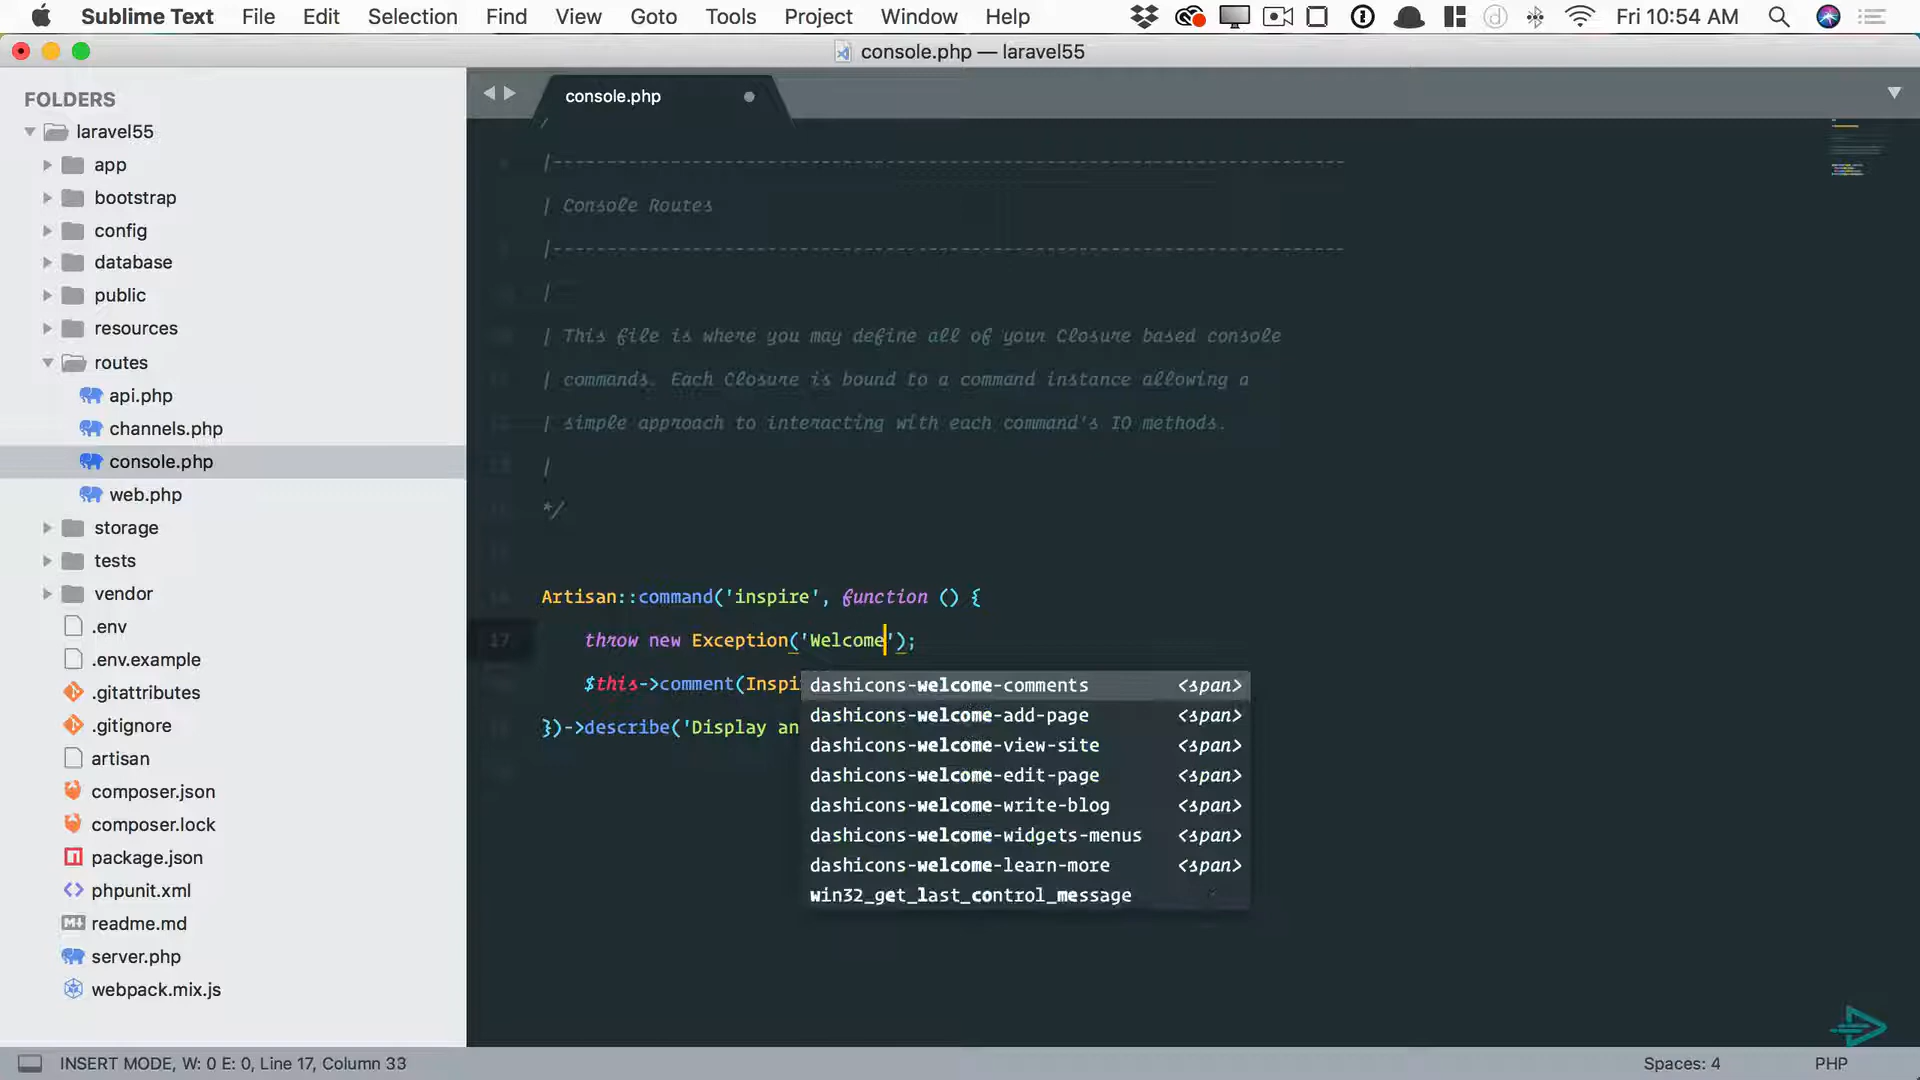 Sublime Text File Edit Selection Find View Goto Tools Project Window Help Fri 10:54 AM
console.php — laravel55
FOLDERS
laravel55
app
bootstrap
config
database
public
resources
routes
api.php
channels.php
console.php
web.php
storage
tests
vendor
.env
.env.example
.gitattributes
.gitignore
artisan
composer.json
composer.lock
package.json
phpunit.xml
readme.md
server.php
webpack.mix.js
console.php
/
|--------------------------------------------------------------------------
| Console Routes
|--------------------------------------------------------------------------
|
| This file is where you may define all of your Closure based console
| commands. Each Closure is bound to a command instance allowing a
| simple approach to interacting with each command's IO methods.
|
*/
Artisan::command('inspire', function () {
17 throw new Exception('Welcome');
$this->comment(Inspi
})->describe('Display an
dashicons-welcome-comments <span>
dashicons-welcome-add-page <span>
dashicons-welcome-view-site <span>
dashicons-welcome-edit-page <span>
dashicons-welcome-write-blog <span>
dashicons-welcome-widgets-menus <span>
dashicons-welcome-learn-more <span>
win32_get_last_control_message
INSERT MODE, W: 0 E: 0, Line 17, Column 33 Spaces: 4 PHP